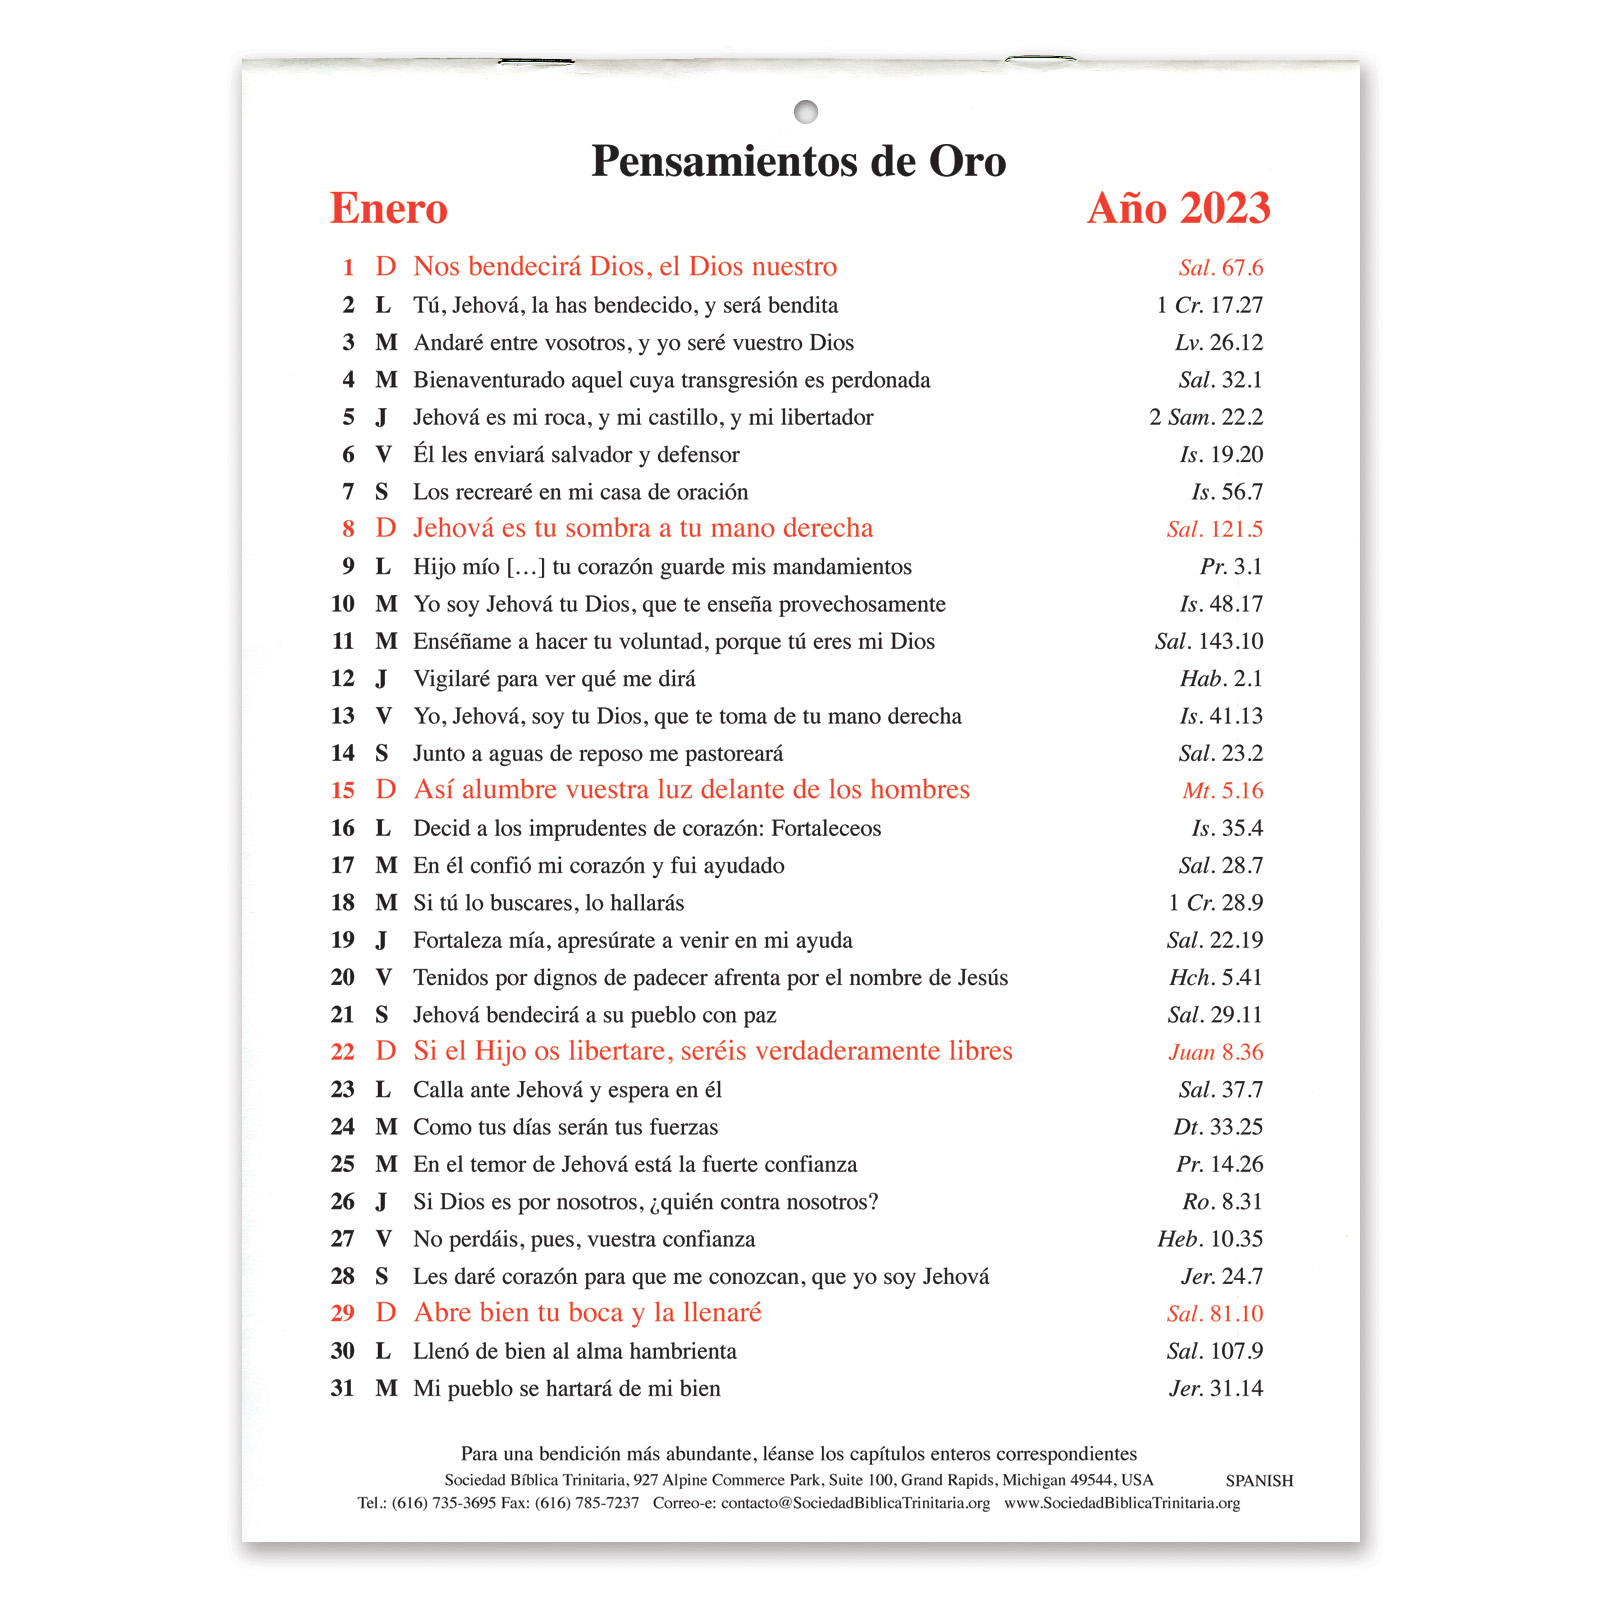 Pensamientos de Oro
Enero Año 2023
1 D Nos bendecirá Dios, el Dios nuestro Sal. 67.6
2 L Tú, Jehová, la has bendecido, y será bendita 1 Cr. 17.27
3 M Andaré entre vosotros, y yo seré vuestro Dios Lv. 26.12
4 M Bienaventurado aquel cuya transgresión es perdonada Sal. 32.1
5 J Jehová es mi roca, y mi castillo, y mi libertador 2 Sam. 22.2
6 V Él les enviará salvador y defensor Is. 19.20
7 S Los recrearé en mi casa de oración Is. 56.7
8 D Jehová es tu sombra a tu mano derecha Sal. 121.5
9 L Hijo mío […] tu corazón guarde mis mandamientos Pr. 3.1
10 M Yo soy Jehová tu Dios, que te enseña provechosamente Is. 48.17
11 M Enséñame a hacer tu voluntad, porque tú eres mi Dios Sal. 143.10
12 J Vigilaré para ver qué me dirá Hab. 2.1
13 V Yo, Jehová, soy tu Dios, que te toma de tu mano derecha Is. 41.13
14 S Junto a aguas de reposo me pastoreará Sal. 23.2
15 D Así alumbre vuestra luz delante de los hombres Mt. 5.16
16 L Decid a los imprudentes de corazón: Fortaleceos Is. 35.4
17 M En él confió mi corazón y fui ayudado Sal. 28.7
18 M Si tú lo buscares, lo hallarás 1 Cr. 28.9
19 J Fortaleza mía, apresúrate a venir en mi ayuda Sal. 22.19
20 V Tenidos por dignos de padecer afrenta por el nombre de Jesús Hch. 5.41
21 S Jehová bendecirá a su pueblo con paz Sal. 29.11
22 D Si el Hijo os libertare, seréis verdaderamente libres Juan 8.36
23 L Calla ante Jehová y espera en él Sal. 37.7
24 M Como tus días serán tus fuerzas Dt. 33.25
25 M En el temor de Jehová está la fuerte confianza Pr. 14.26
26 J Si Dios es por nosotros, ¿quién contra nosotros? Ro. 8.31
27 V No perdáis, pues, vuestra confianza Heb. 10.35
28 S Les daré corazón para que me conozcan, que yo soy Jehová Jer. 24.7
29 D Abre bien tu boca y la llenaré Sal. 81.10
30 L Llenó de bien al alma hambrienta Sal. 107.9
31 M Mi pueblo se hartará de mi bien Jer. 31.14
Para una bendición más abundante, léanse los capítulos enteros correspondientes
Sociedad Bíblica Trinitaria, 927 Alpine Commerce Park, Suite 100, Grand Rapids, Michigan 49544, USA SPANISH
Tel.: (616) 735-3695 Fax: (616) 785-7237 Correo-e: contacto@SociedadBiblicaTrinitaria.org www.SociedadBiblicaTrinitaria.org